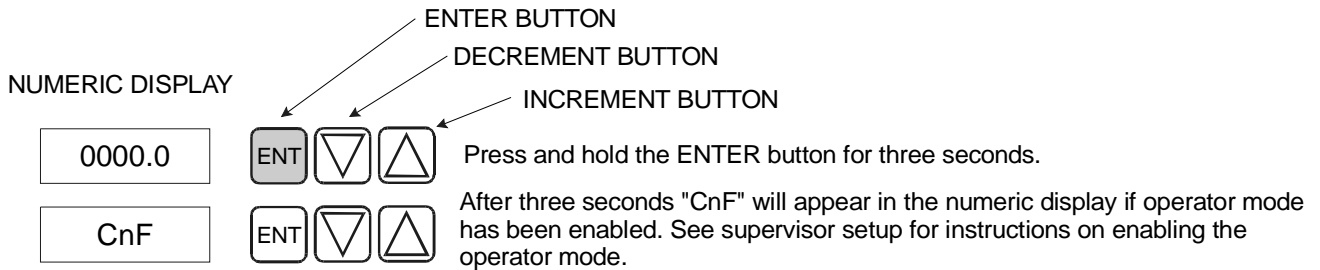 ENTER BUTTON
DECREMENT BUTTON
NUMERIC DISPLAY
INCREMENT BUTTON
0000.0 ENT Press and hold the ENTER button for three seconds.
After three seconds "CnF" will appear in the numeric display if operator mode
CnF ENT has been enabled. See supervisor setup for instructions on enabling the
operator mode.